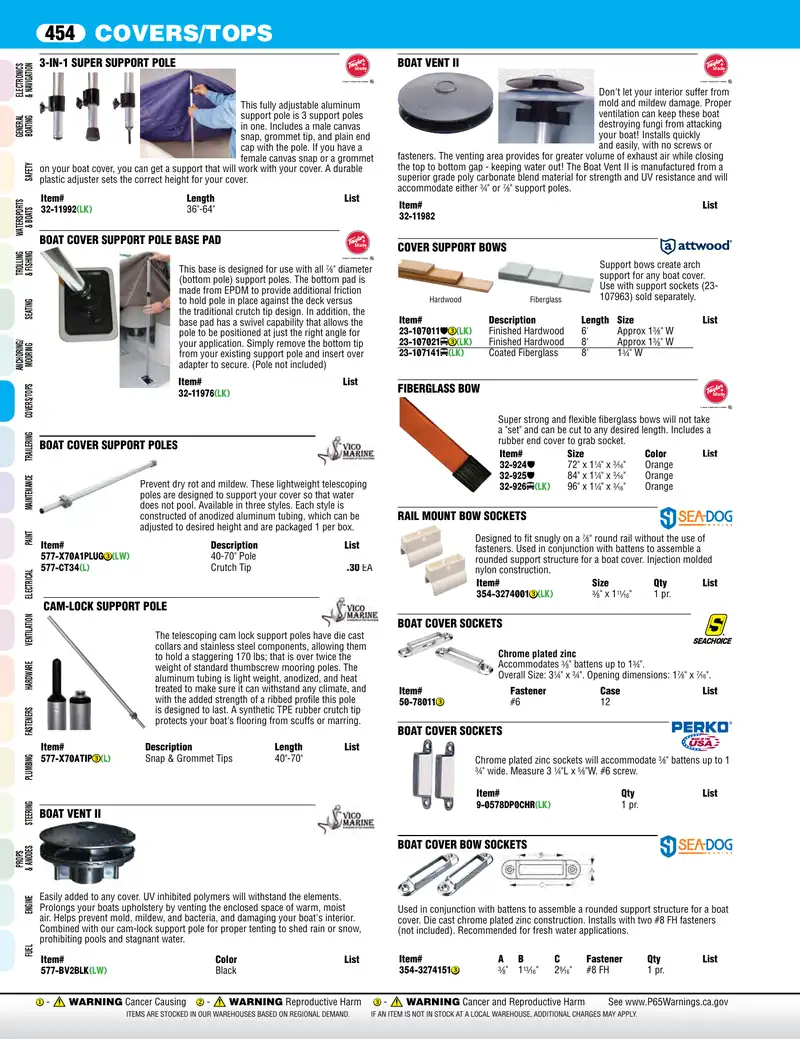 454 COVERS/TOPS
ELECTRONICS
& NAVIGATION
GENERAL
BOATING
SAFETY
WATERSPORTS
& BOATS
TROLLING
& FISHING
SEATING
ANCHORING/
MOORING
COVERS/TOPS
TRAILERING
MAINTENANCE
PAINT
ELECTRICAL
VENTILATION
HARDWARE
FASTENERS
PLUMBING
STEERING
PROPS
& ANODES
ENGINE
FUEL
3-IN-1 SUPER SUPPORT POLE
Taylor
Made
This fully adjustable aluminum
support pole is 3 supports poles
in one. Includes a male canvas
snap, grommet tip, and plain end
cap with the pole. If you have a
female canvas snap or a grommet
on your boat cover, you can get a support that will work with your cover. A durable
plastic adjuster sets the correct height for your cover.
Item# Length List
32-11992(LK) 36"-64"
BOAT COVER SUPPORT POLE BASE PAD
Taylor
Made
This base is designed for use with all ⅞" diameter
(bottom pole) support poles. The bottom pad is
made from EPDM to provide additional friction
to hold pole in place against the deck versus
the traditional crutch tip design. In addition, the
base pad has a swivel capability that allows the
pole to be positioned at just the right angle for
your application. Simply remove the bottom tip
from your existing support pole and insert over
adapter to secure. (Pole not included)
Item# List
32-11976(LK)
BOAT COVER SUPPORT POLES
VICO
MARINE
Prevent dry rot and mildew. These lightweight telescoping
poles are designed to support your cover so that water
does not pool. Available in three styles. Each style is
constructed of anodized aluminum tubing, which can be
adjusted to desired height and are packaged 1 per box.
Item# Description List
577-X70A1PLUG3(LW) 40-70" Pole
577-CT34(L) Crutch Tip .30 EA
CAM-LOCK SUPPORT POLE
VICO
MARINE
The telescoping cam lock support poles have die cast
collars and stainless steel components, allowing them
to hold a staggering 170 lbs; that is over twice the
weight of standard thumbscrew mooring poles. The
aluminum tubing is light weight, anodized, and heat
treated to make sure it can withstand any climate, and
with the added strength of a ribbed profile this pole
is designed to last. A synthetic TPE rubber crutch tip
protects your boat's flooring from scuffs or marring.
Item# Description Length List
577-X70ATIP3(L) Snap & Grommet Tips 40"-70"
BOAT VENT II
VICO
MARINE
Easily added to any cover. UV inhibited polymers will withstand the elements.
Prolongs your boats upholstery by venting the enclosed space of warm, moist
air. Helps prevent mold, mildew, and bacteria, and damaging your boat's interior.
Combined with our cam-lock support pole for proper tenting to shed rain or snow,
prohibiting pools and stagnant water.
Item# Color List
577-BV2BLK(LW) Black
BOAT VENT II
Taylor
Made
Don't let your interior suffer from
mold and mildew damage. Proper
ventilation can keep these boat
destroying fungi from attacking
your boat! Installs quickly
and easily, with no screws or
fasteners. The venting area provides for greater volume of exhaust air while closing
the top to bottom gap - keeping water out! The Boat Vent II is manufactured from a
superior grade poly carbonate blend material for strength and UV resistance and will
accommodate either ¾" or ⅞" support poles.
Item# List
32-11982
COVER SUPPORT BOWS
attwood
Support bows create arch
support for any boat cover.
Use with support sockets (23-
107963) sold separately.
Hardwood Fiberglass
Item# Description Length Size List
23-107011 3(LK) Finished Hardwood 6' Approx 1⅜" W
23-107021 3(LK) Finished Hardwood 8' Approx 1⅜" W
23-107141 (LK) Coated Fiberglass 8' 1¾" W
FIBERGLASS BOW
Taylor
Made
Super strong and flexible fiberglass bows will not take
a "set" and can be cut to any desired length. Includes a
rubber end cover to grab socket.
Item# Size Color List
32-924 72" x 1¼" x 3/16" Orange
32-925 84" x 1¼" x 3/16" Orange
32-926 (LK) 96" x 1¼" x 3/16" Orange
RAIL MOUNT BOW SOCKETS
SEA-DOG
Designed to fit snugly on a ⅞" round rail without the use of
fasteners. Used in conjunction with battens to assemble a
rounded support structure for a boat cover. Injection molded
nylon construction.
Item# Size Qty List
354-3274001 3(LK) ⅜" x 1 11/16" 1 pr.
BOAT COVER SOCKETS
S
SEACHOICE
Chrome plated zinc
Accommodates ⅜" battens up to 1¾".
Overall Size: 3¼" x ¾". Opening dimensions: 1⅞" x 7/16".
Item# Fastener Case List
50-78011 3 #6 12
BOAT COVER SOCKETS
PERKO
MADE IN THE
USA
Chrome plated zinc sockets will accommodate ⅜" battens up to 1
¾" wide. Measure 3 ¼"L x ⅝"W. #6 screw.
Item# Qty List
9-0578DP0CHR(LK) 1 pr.
BOAT COVER BOW SOCKETS
SEA-DOG
B
A
C
Used in conjunction with battens to assemble a rounded support structure for a boat
cover. Die cast chrome plated zinc construction. Installs with two #8 FH fasteners
(not included). Recommended for fresh water applications.
Item# A B C Fastener Qty List
354-3274151 3 ⅜" 1 13/16" 2 9/16" #8 FH 1 pr.
1 - WARNING Cancer Causing 2 - WARNING Reproductive Harm 3 - WARNING Cancer and Reproductive Harm See www.P65Warnings.ca.gov
ITEMS ARE STOCKED IN OUR WAREHOUSES BASED ON REGIONAL DEMAND. IF AN ITEM IS NOT IN STOCK AT A LOCAL WAREHOUSE, ADDITIONAL CHARGES MAY APPLY.